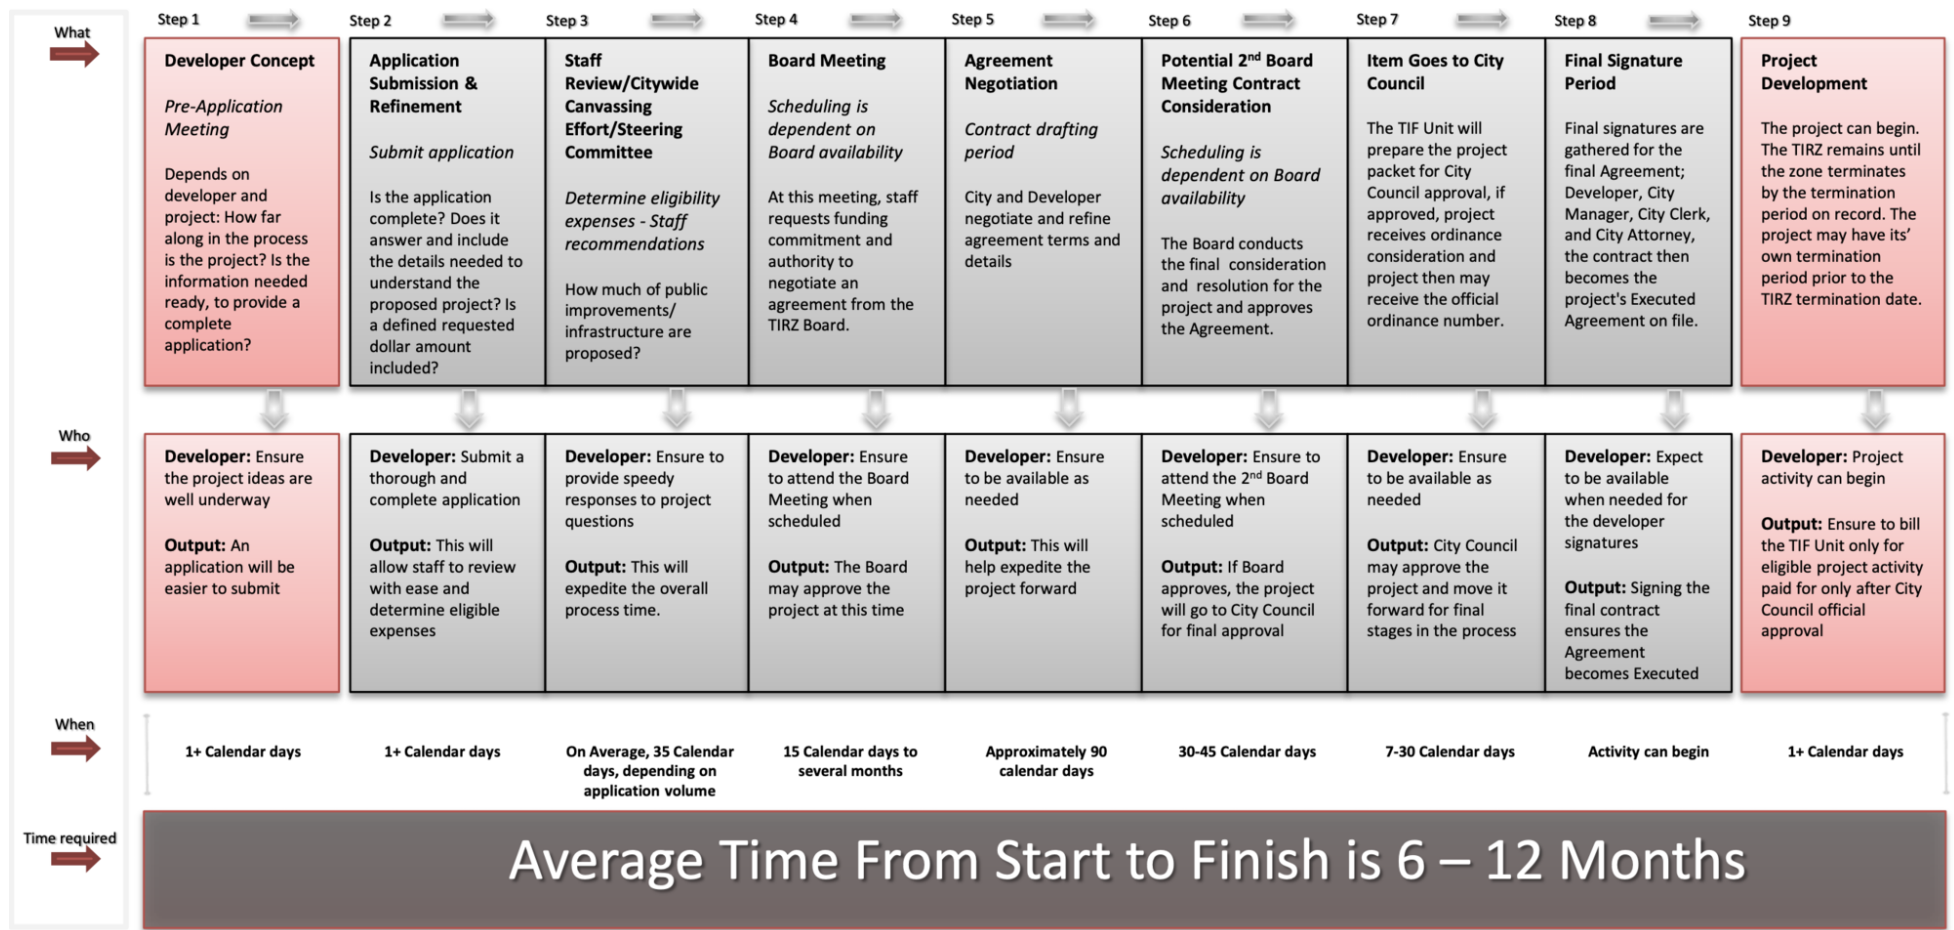 What
Step 1
Step 2
Step 3
Step 4
Step 5
Step 6
Step 7
Step 8
Step 9
Developer Concept
Pre-Application
Meeting
Depends on
developer and
project: How far
along in the process
is the project? Is the
information needed
ready, to provide a
complete
application?
Application
Submission &
Refinement
Submit application
Is the application
complete? Does it
answer and include
the details needed to
understand the
proposed project? Is
a defined requested
dollar amount
included?
Staff
Review/Citywide
Canvassing
Effort/Steering
Committee
Determine eligibility
expenses - Staff
recommendations
How much of public
improvements/
infrastructure are
proposed?
Board Meeting
Scheduling is
dependent on
Board availability
At this meeting, staff
requests funding
commitment and
authority to
negotiate an
agreement from the
TIRZ Board.
Agreement
Negotiation
Contract drafting
period
City and Developer
negotiate and refine
agreement terms and
details
Potential 2nd Board
Meeting Contract
Consideration
Scheduling is
dependent on Board
availability
The Board conducts
the final consideration
and resolution for the
project and approves
the Agreement.
Item Goes to City
Council
The TIF Unit will
prepare the project
packet for City
Council approval, if
approved, project
receives ordinance
consideration and
project then may
receive the official
ordinance number.
Final Signature
Period
Final signatures are
gathered for the
final Agreement;
Developer, City
Manager, City Clerk,
and City Attorney,
the contract then
becomes the
project's Executed
Agreement on file.
Project
Development
The project can begin.
The TIRZ remains until
the zone terminates
by the termination
period on record. The
project may have its'
own termination
period prior to the
TIRZ termination date.
Who
Developer: Ensure
the project ideas are
well underway
Output: An
application will be
easier to submit
Developer: Submit a
thorough and
complete application
Output: This will
allow staff to review
with ease and
determine eligible
expenses
Developer: Ensure to
provide speedy
responses to project
questions
Output: This will
expedite the overall
process time.
Developer: Ensure
to attend the Board
Meeting when
scheduled
Output: The Board
may approve the
project at this time
Developer: Ensure
to be available as
needed
Output: This will
help expedite the
project forward
Developer: Ensure to
attend the 2nd Board
Meeting when
scheduled
Output: If Board
approves, the project
will go to City Council
for final approval
Developer: Ensure
to be available as
needed
Output: City Council
may approve the
project and move it
forward for final
stages in the process
Developer: Expect
to be available
when needed for
the developer
signatures
Output: Signing the
final contract
ensures the
Agreement
becomes Executed
Developer: Project
activity can begin
Output: Ensure to bill
the TIF Unit only for
eligible project activity
paid for only after City
Council official
approval
When
1+ Calendar days
1+ Calendar days
On Average, 35 Calendar
days, depending on
application volume
15 Calendar days to
several months
Approximately 90
calendar days
30-45 Calendar days
7-30 Calendar days
Activity can begin
1+ Calendar days
Time required
Average Time From Start to Finish is 6 – 12 Months